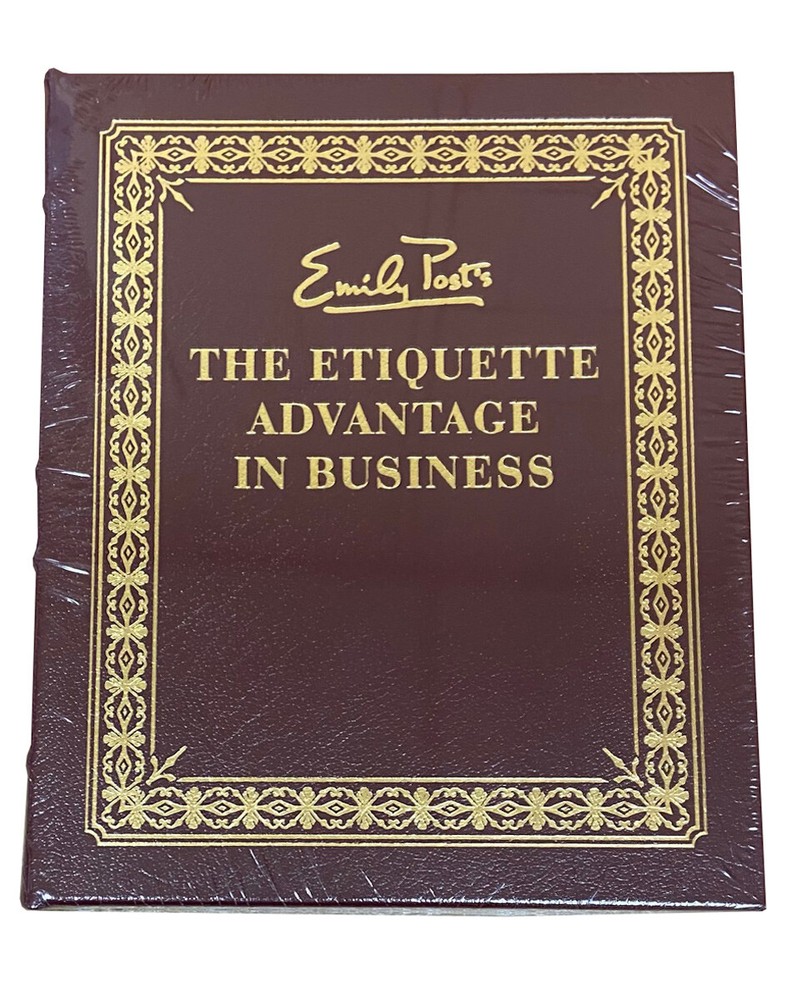 Emily Post's
THE ETIQUETTE
ADVANTAGE
IN BUSINESS